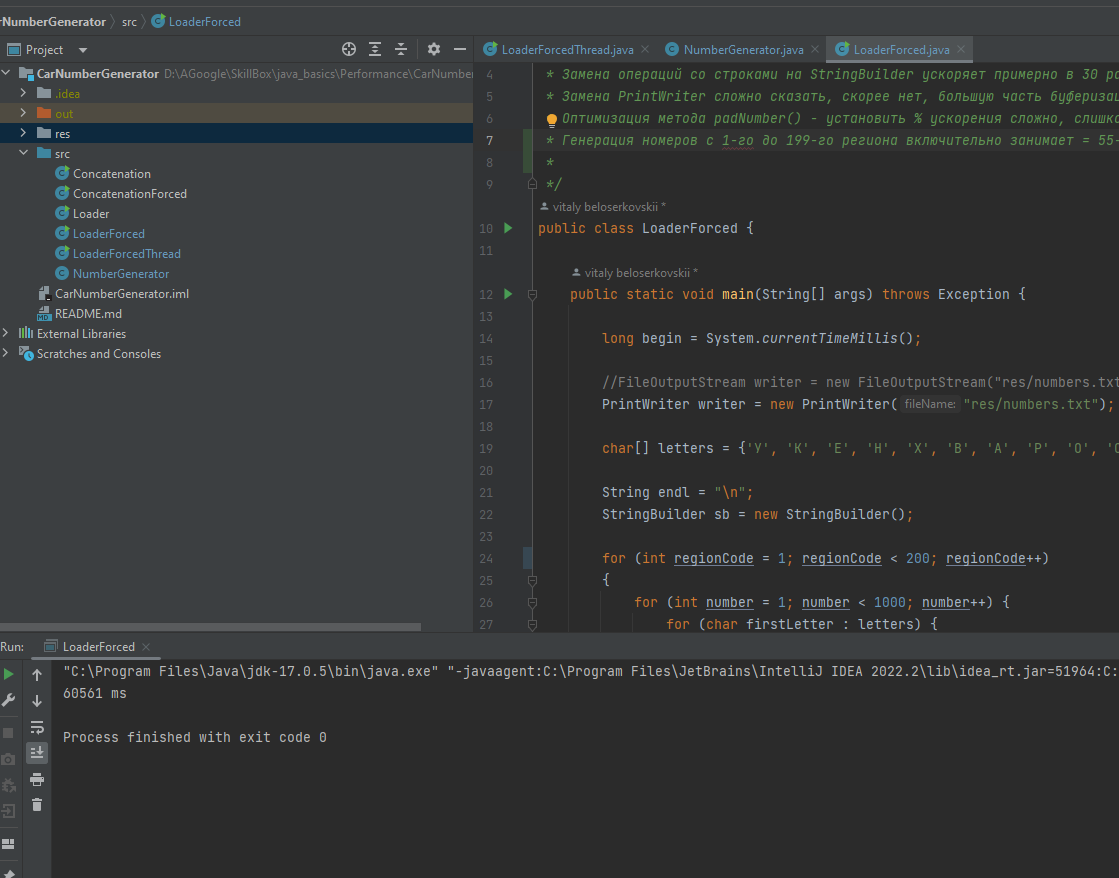 arNumberGenerator 〉 src 〉 LoaderForced
Project
CarNumberGenerator D:\AGoogle\SkillBox\java_basics\Performance\CarNumber
.idea
out
res
src
Concatenation
ConcatenationForced
Loader
LoaderForced
LoaderForcedThread
NumberGenerator
CarNumberGenerator.iml
README.md
External Libraries
Scratches and Consoles
LoaderForcedThread.java NumberGenerator.java LoaderForced.java
4 * Замена операций со строками на StringBuilder ускоряет примерно в 30 ра
5 * Замена PrintWriter сложно сказать, скорее нет, большую часть буфериза
6 Оптимизация метода padNumber() - установить % ускорения сложно, слишк
7 * Генерация номеров с 1-го до 199-го региона включительно занимает = 55-
8 *
9 */
vitaly beloserkovskii *
10 public class LoaderForced {
11
vitaly beloserkovskii *
12 public static void main(String[] args) throws Exception {
13
14 long begin = System.currentTimeMillis();
15
16 //FileOutputStream writer = new FileOutputStream("res/numbers.txt
17 PrintWriter writer = new PrintWriter( fileName: "res/numbers.txt");
18
19 char[] letters = {'У', 'К', 'Е', 'Н', 'Х', 'В', 'А', 'Р', 'О', 'С
20
21 String endl = "\n";
22 StringBuilder sb = new StringBuilder();
23
24 for (int regionCode = 1; regionCode < 200; regionCode++)
25 {
26 for (int number = 1; number < 1000; number++) {
27 for (char firstLetter : letters) {
Run: LoaderForced
"C:\Program Files\Java\jdk-17.0.5\bin\java.exe" "-javaagent:C:\Program Files\JetBrains\IntelliJ IDEA 2022.2\lib\idea_rt.jar=51964:C:
60561 ms
Process finished with exit code 0